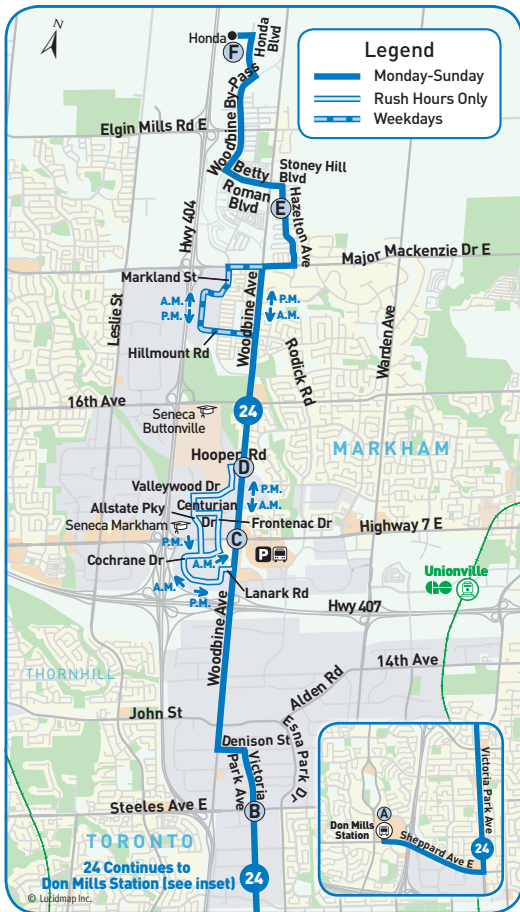 N
Honda
F
Honda
Blvd
Legend
Monday-Sunday
Rush Hours Only
Weekdays
Elgin Mills Rd E
Woodbine By-Pass
Hwy 404
Betty
Roman
Blvd
Stoney Hill
Blvd
E
Hazelton Ave
Major Mackenzie Dr E
Markland St
Leslie St
A.M.
P.M.
Woodbine Ave
P.M.
A.M.
Hillmount Rd
Rodick Rd
Warden Ave
16th Ave
24
Seneca
Buttonville
MARKHAM
Hooper Rd
D
Valleywood Dr
P.M.
A.M.
Allstate Pky
Centurian
Dr
Frontenac Dr
Seneca Markham
Highway 7 E
P.M.
C
P
Cochrane Dr
A.M.
Unionville
GO
A.M.
P.M.
Lanark Rd
Hwy 407
Woodbine Ave
14th Ave
THORNHILL
Alden Rd
John St
Esna Park Dr
Denison St
Victoria
Park Ave
Steeles Ave E
B
TORONTO
24 Continues to
Don Mills Station (see inset)
24
© Lucidmap Inc.
Victoria Park Ave
A
Don Mills
Station
Sheppard Ave E
24